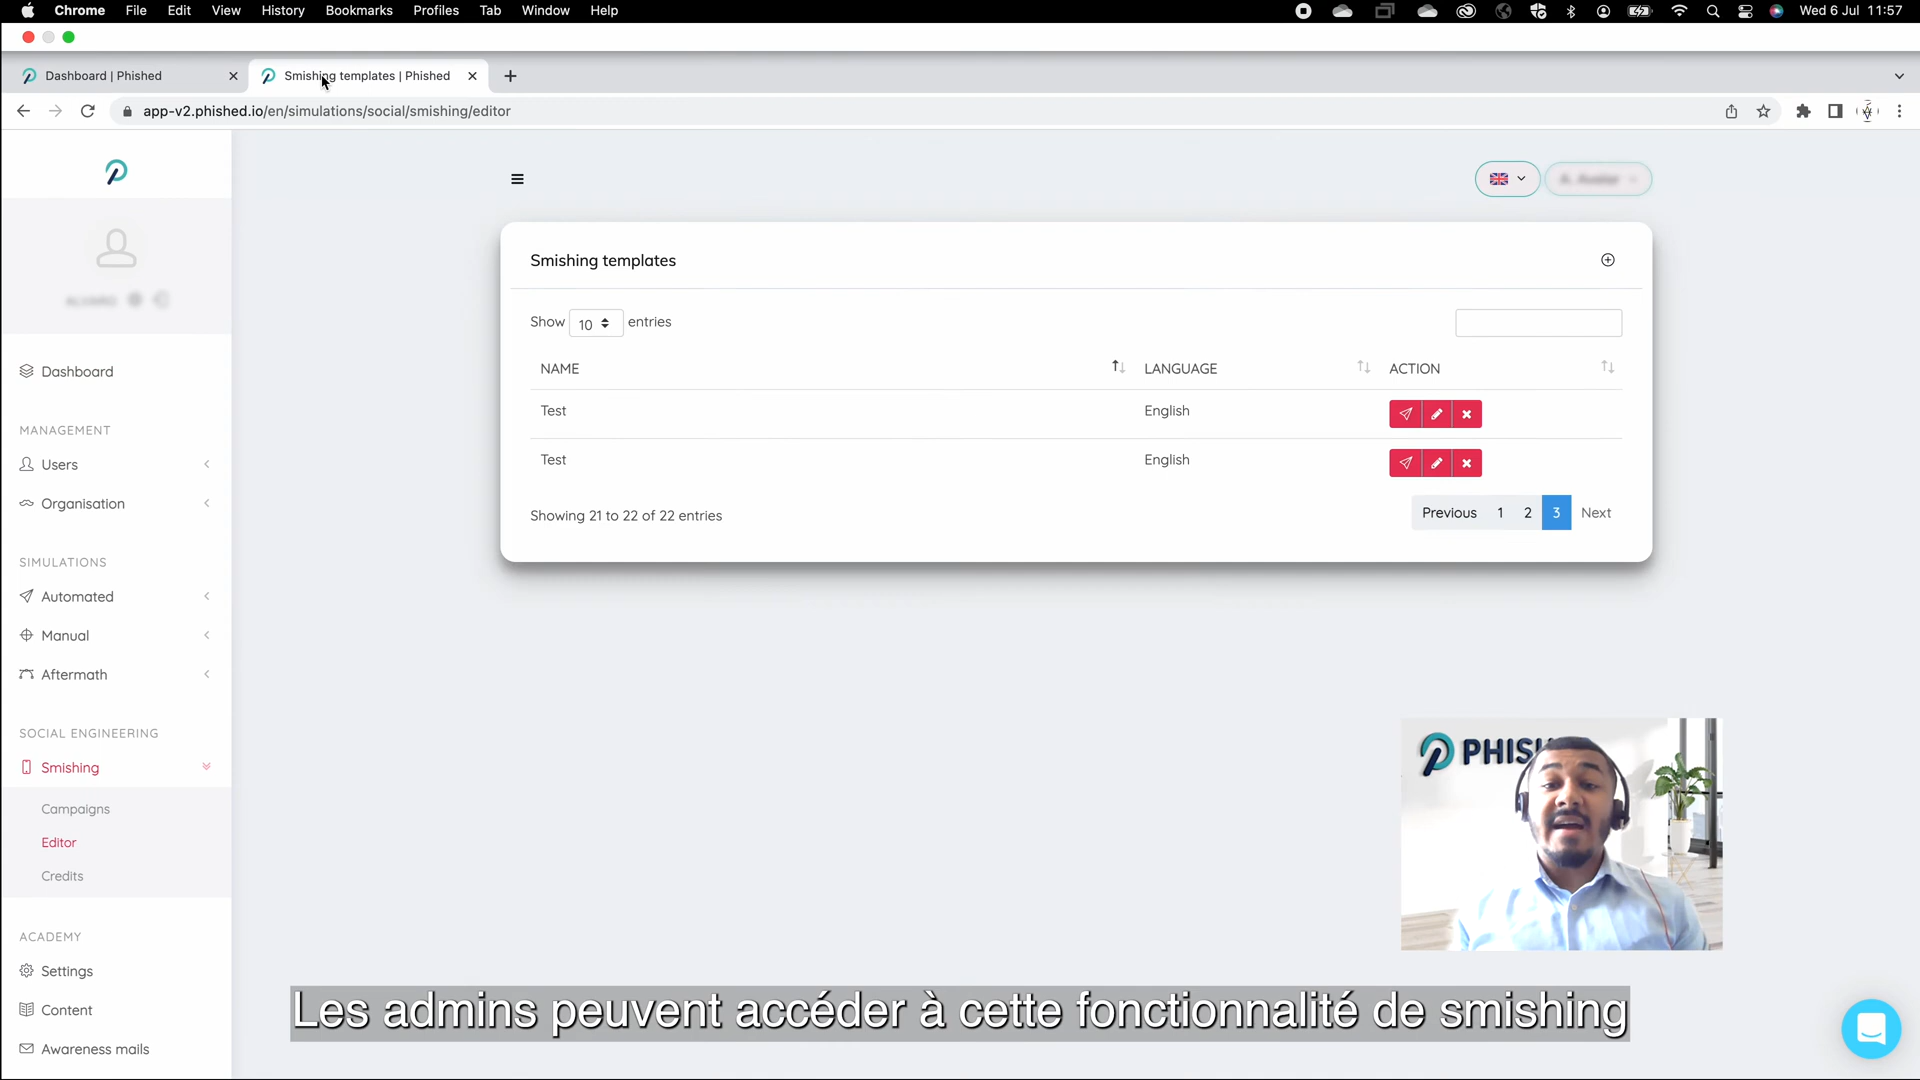 Chrome File Edit View History Bookmarks Profiles Tab Window Help Wed 6 Jul 11:57
Dashboard | Phished Smishing templates | Phished
app-v2.phished.io/en/simulations/social/smishing/editor
Smishing templates
Show 10 entries
NAME LANGUAGE ACTION
Test English
Test English
Showing 21 to 22 of 22 entries Previous 1 2 3 Next
Dashboard
MANAGEMENT
Users
Organisation
SIMULATIONS
Automated
Manual
Aftermath
SOCIAL ENGINEERING
Smishing
Campaigns
Editor
Credits
ACADEMY
Settings
Content
Awareness mails
Les admins peuvent accéder à cette fonctionnalité de smishing